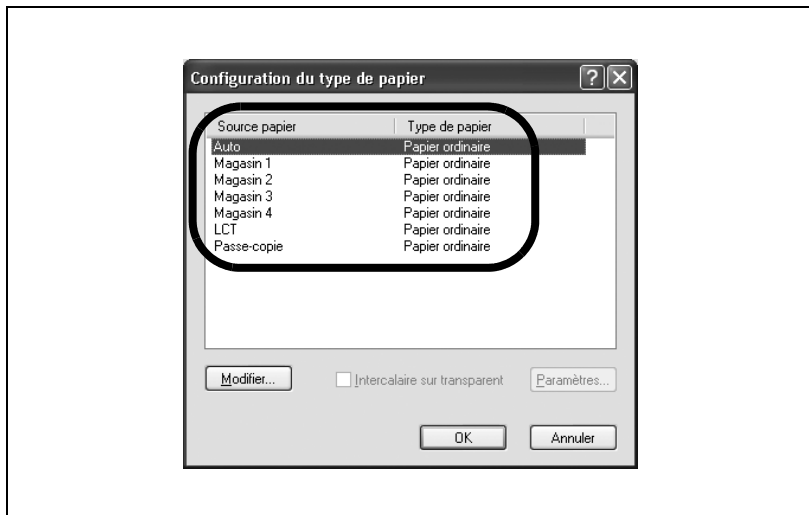 Configuration du type de papier
Source papier Type de papier
Auto Papier ordinaire
Magasin 1 Papier ordinaire
Magasin 2 Papier ordinaire
Magasin 3 Papier ordinaire
Magasin 4 Papier ordinaire
LCT Papier ordinaire
Passe-copie Papier ordinaire
Modifier... Intercalaire sur transparent Paramètres...
OK Annuler